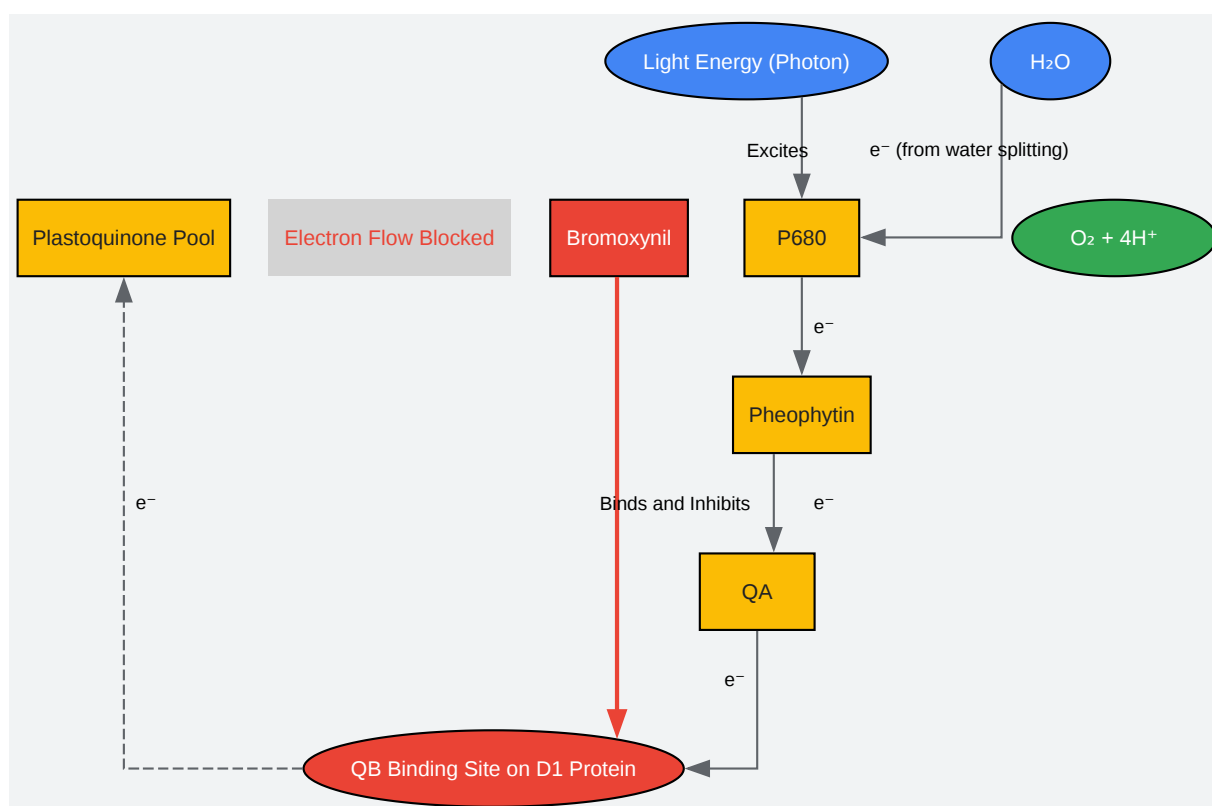 Light Energy (Photon)
H₂O
Excites
e⁻ (from water splitting)
Plastoquinone Pool
Electron Flow Blocked
Bromoxynil
P680
O₂ + 4H⁺
e⁻
Pheophytin
e⁻
Binds and Inhibits
e⁻
QA
e⁻
QB Binding Site on D1 Protein